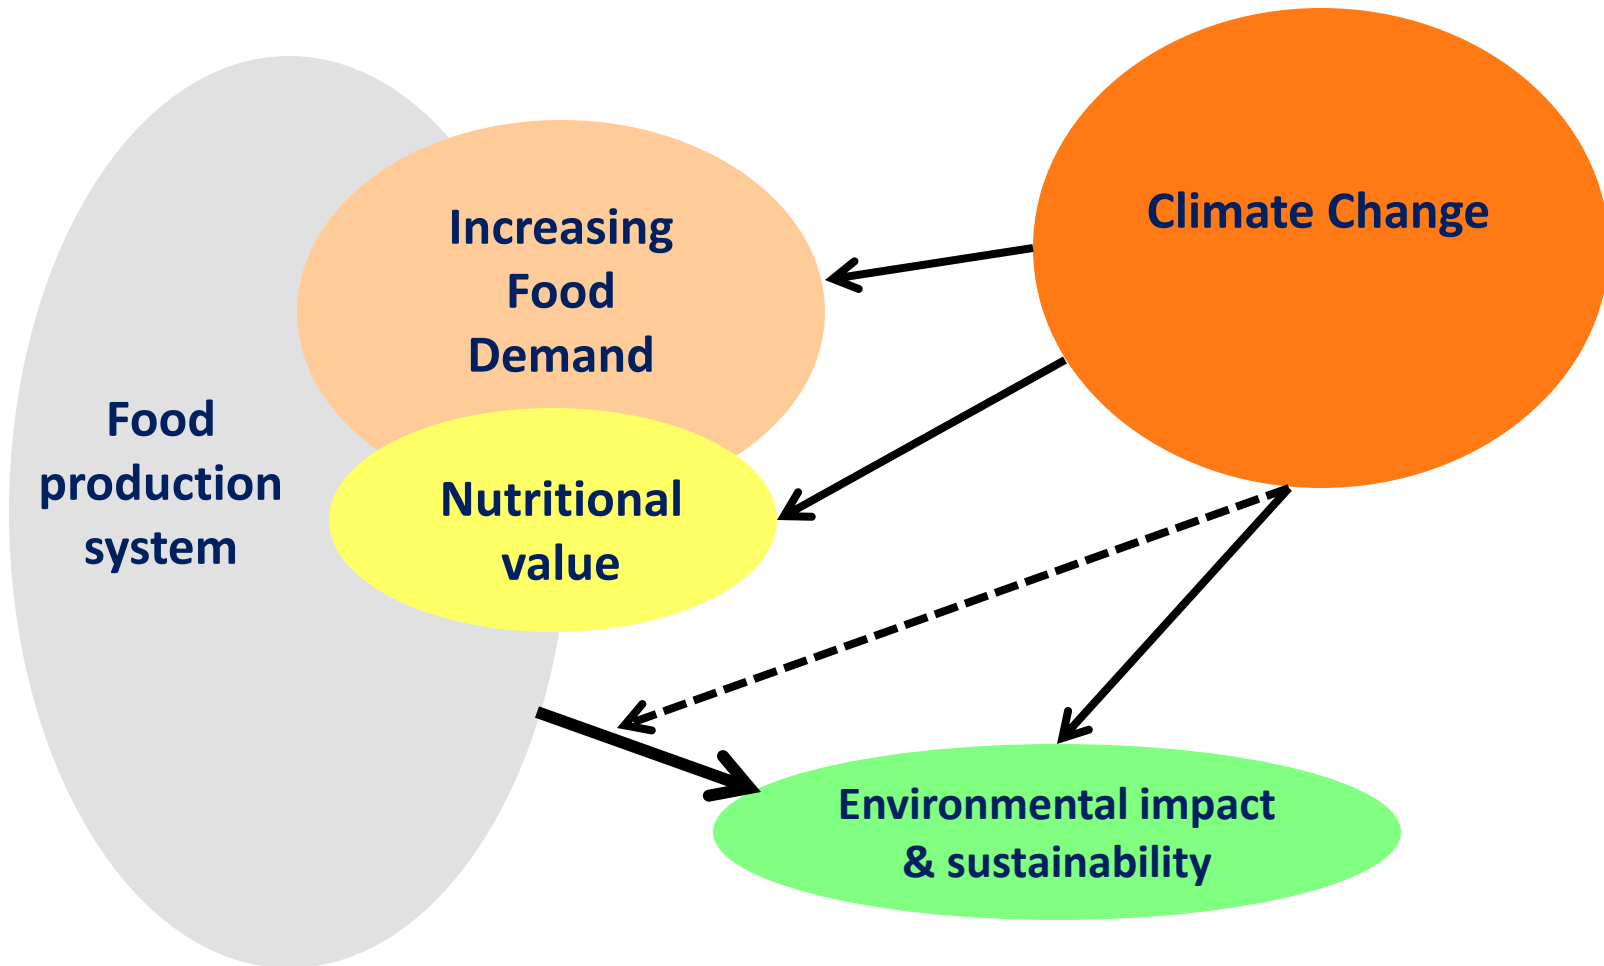 Climate Change
Increasing
Food
Demand
Food
production
system
Nutritional
value
Environmental impact
& sustainability